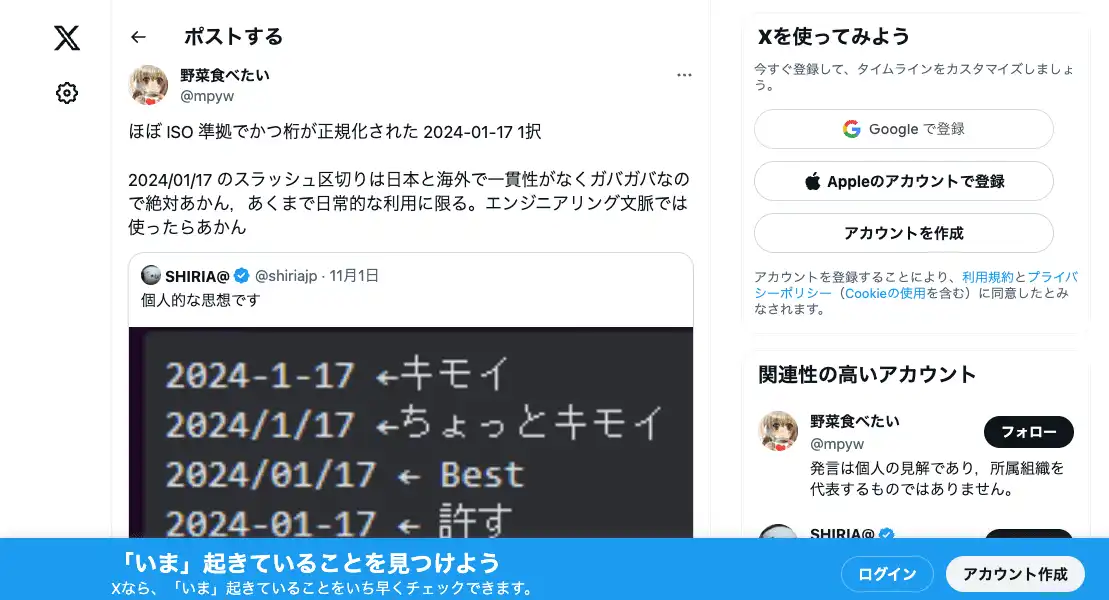 ポストする
野菜食べたい
@mpyw
ほぼ ISO 準拠でかつ桁が正規化された 2024-01-17 1択
2024/01/17 のスラッシュ区切りは日本と海外で一貫性がなくガバガバなの
で絶対あかん，あくまで日常的な利用に限る。エンジニアリング文脈では
使ったらあかん
SHIRIA@ @shiriajp · 11月1日
個人的な思想です
2024-1-17 ←キモイ
2024/1/17 ←ちょっとキモイ
2024/01/17 ← Best
2024-01-17 ← 許す
Xを使ってみよう
今すぐ登録して、タイムラインをカスタマイズしましょ
う。
Google で登録
Appleのアカウントで登録
アカウントを作成
アカウントを登録することにより、利用規約とプライバ
シーポリシー（Cookieの使用を含む）に同意したとみ
なされます。
関連性の高いアカウント
野菜食べたい
@mpyw
フォロー
発言は個人の見解であり，所属組織を
代表するものではありません。
SHIRIA@
「いま」起きていることを見つけよう
Xなら、「いま」起きていることをいち早くチェックできます。
ログイン
アカウント作成